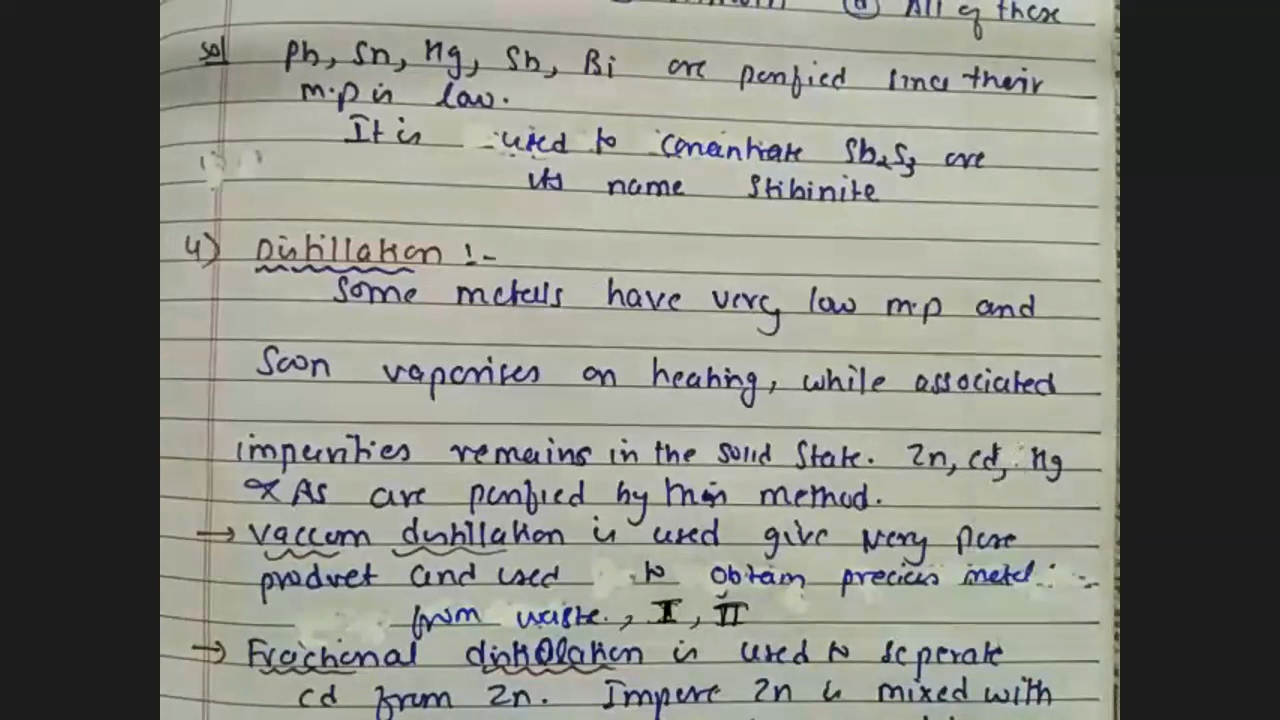 (d) All of these
sol Pb, Sn, Hg, Sb, Bi are purified since their
m.p is low.
It is used to concentrate Sb2S3 ore
its name Stibinite
4) Distillation :-
Some metells have very low m.p and
Soon vaporises on heating, while associated
impurities remains in the solid State. Zn, Cd, Hg
& As are purified by this method.
→ Vaccum distillation is used give very pure
product and used to obtain precious metal
from waste., I, II
→ Fractional distillation is used to seperate
Cd from Zn. Impure Zn is mixed with